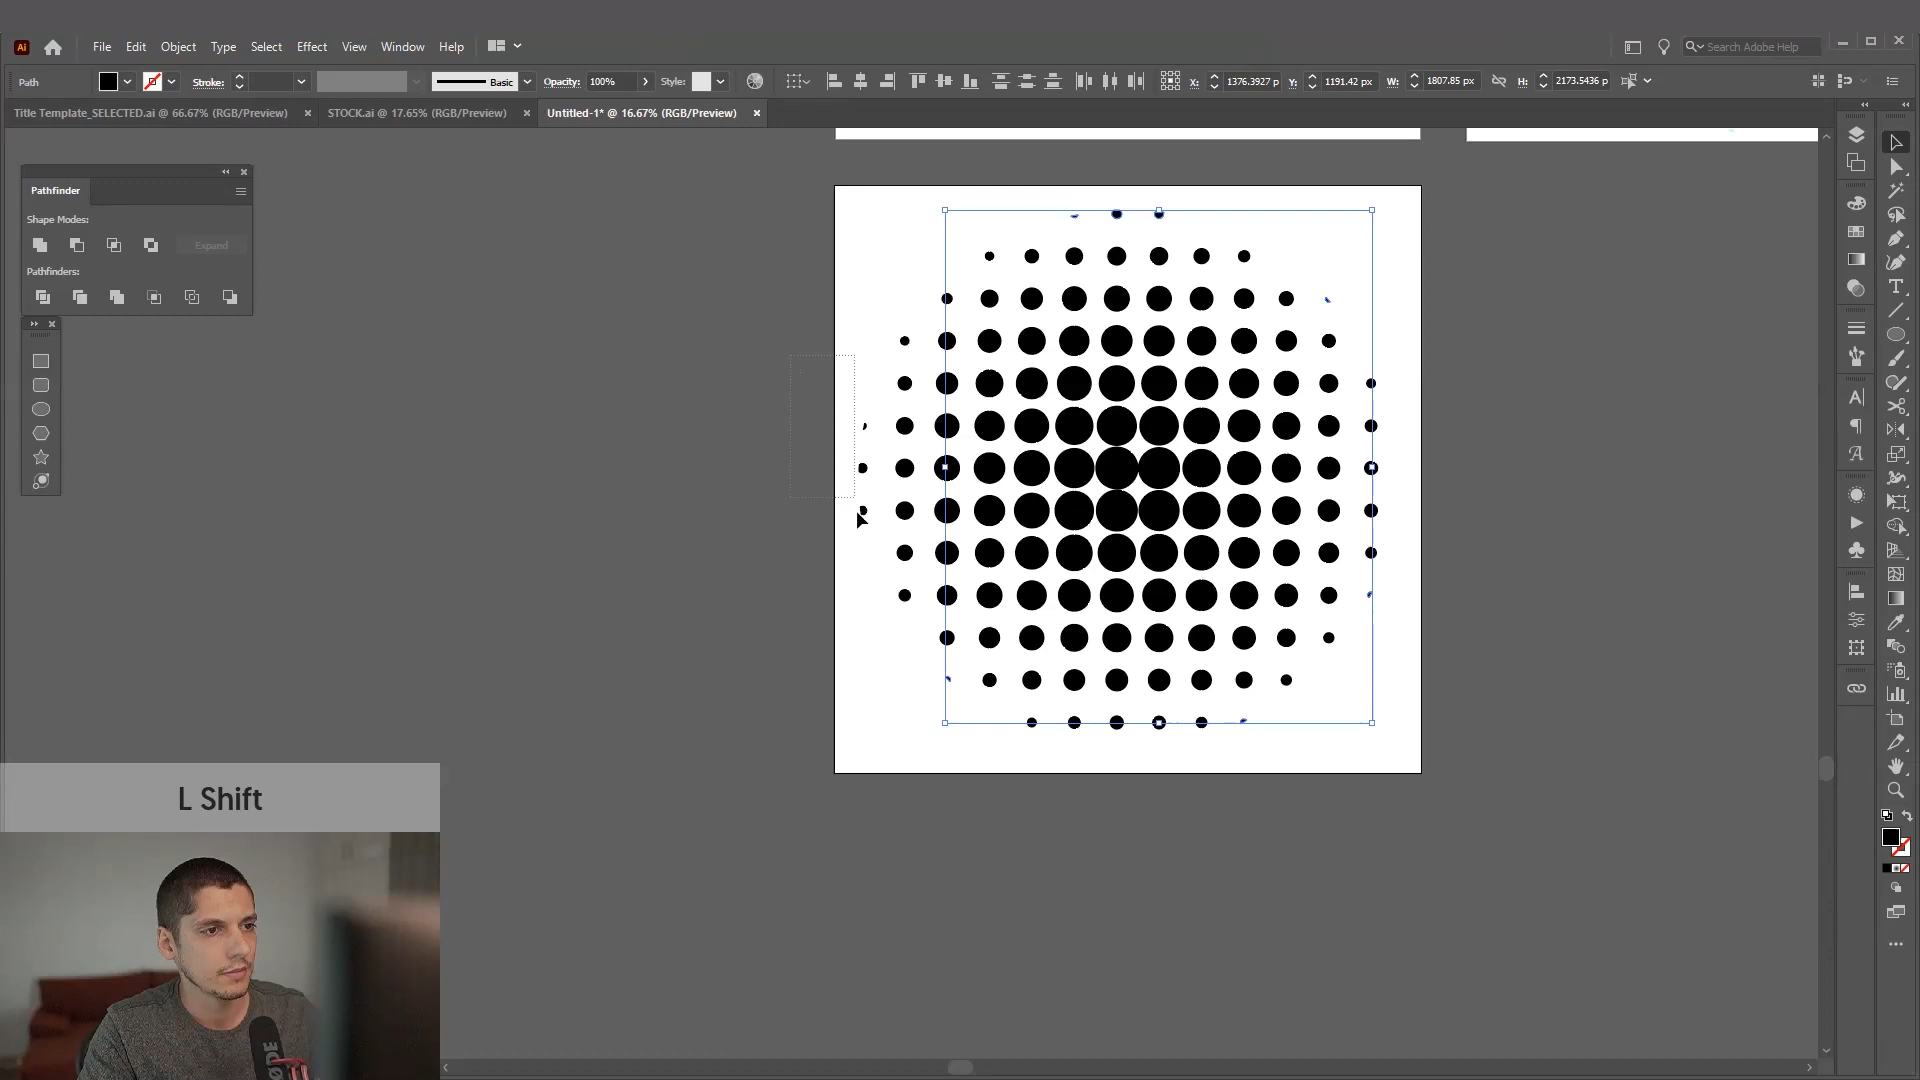 Ai File Edit Object Type Select Effect View Window Help Search Adobe Help
Path Stroke: Basic Opacity: 100% Style: X: 1376.3927 p Y: 1191.42 px W: 1807.85 px H: 2173.5436 p
Title Template_SELECTED.ai @ 66.67% (RGB/Preview) × STOCK.ai @ 17.65% (RGB/Preview) × Untitled-1* @ 16.67% (RGB/Preview) ×
Pathfinder
Shape Modes:
Expand
Pathfinders:
L Shift
RØDE